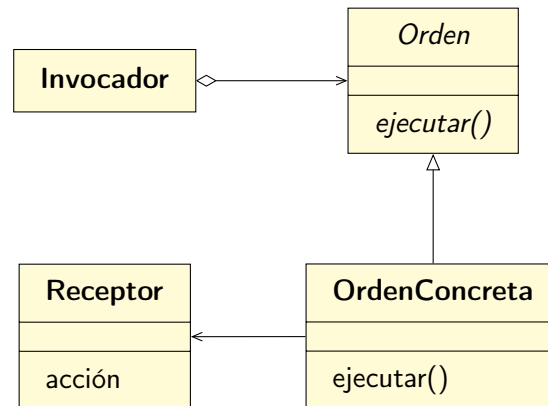 Invocador
Orden
ejecutar()
Receptor
acción
OrdenConcreta
ejecutar()